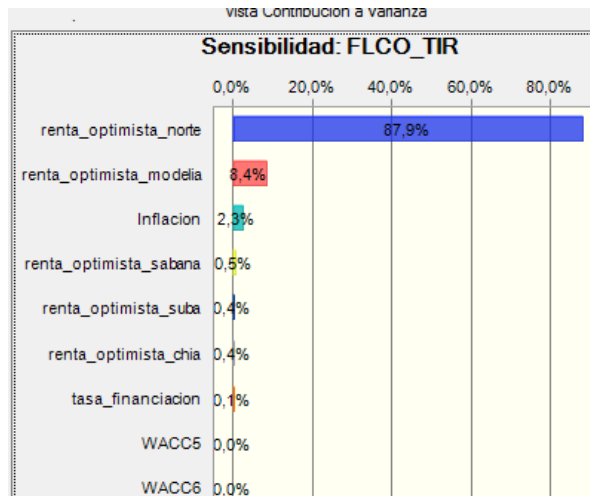 Vista Contribución a Varianza
Sensibilidad: FLCO_TIR
0,0% 20,0% 40,0% 60,0% 80,0%
renta_optimista_norte 87,9%
renta_optimista_modelia 8,4%
Inflacion 2,3%
renta_optimista_sabana 0,5%
renta_optimista_suba 0,4%
renta_optimista_chia 0,4%
tasa_financiacion 0,1%
WACC5 0,0%
WACC6 0,0%